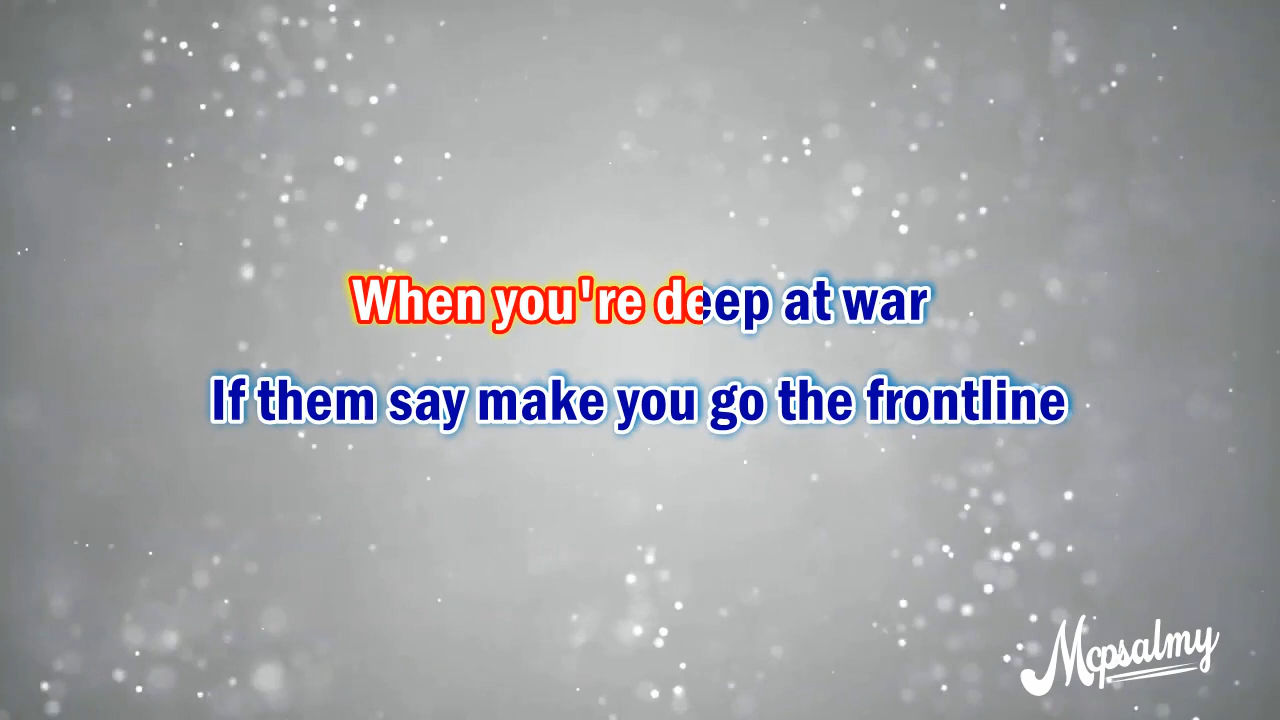 When you're deep at war
If them say make you go the frontline
Mcpsalmy